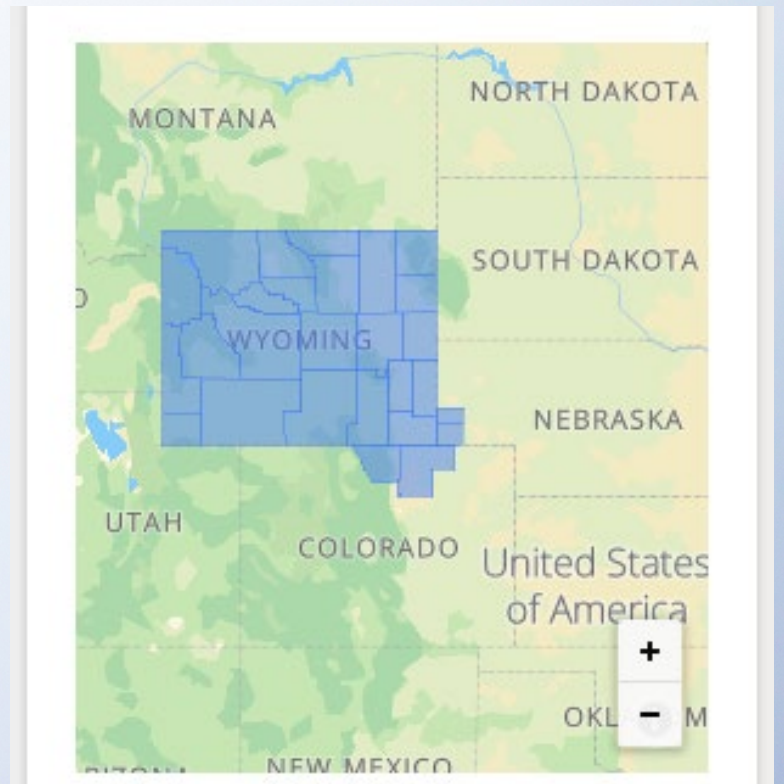 NORTH DAKOTA
MONTANA
SOUTH DAKOTA
WYOMING
NEBRASKA
UTAH
COLORADO
United States
of America
+
−
NEW MEXICO